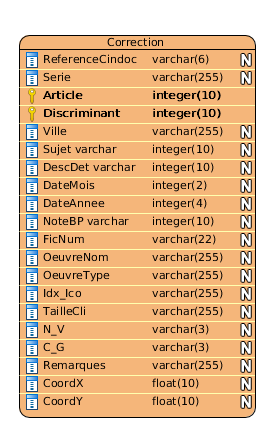 Correction
ReferenceCindoc varchar(6) N
Serie varchar(255) N
Article integer(10)
Discriminant integer(10)
Ville varchar(255) N
Sujet varchar integer(10) N
DescDet varchar integer(10) N
DateMois integer(2) N
DateAnnee integer(4) N
NoteBP varchar integer(10) N
FicNum varchar(22) N
OeuvreNom varchar(255) N
OeuvreType varchar(255) N
Idx_Ico varchar(255) N
TailleCli varchar(255) N
N_V varchar(3) N
C_G varchar(3) N
Remarques varchar(255) N
CoordX float(10) N
CoordY float(10) N